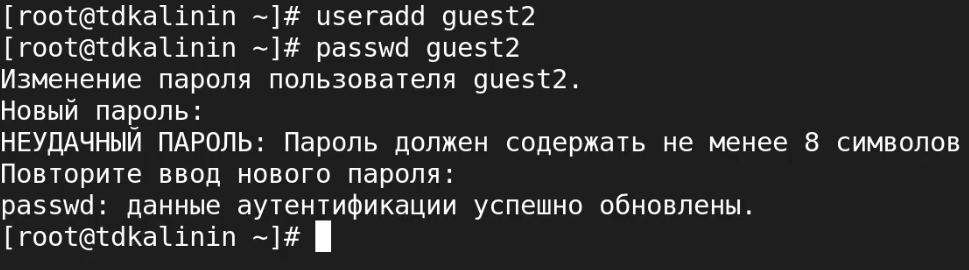 [root@tdkalinin ~]# useradd guest2
[root@tdkalinin ~]# passwd guest2
Изменение пароля пользователя guest2.
Новый пароль:
НЕУДАЧНЫЙ ПАРОЛЬ: Пароль должен содержать не менее 8 символов
Повторите ввод нового пароля:
passwd: данные аутентификации успешно обновлены.
[root@tdkalinin ~]#